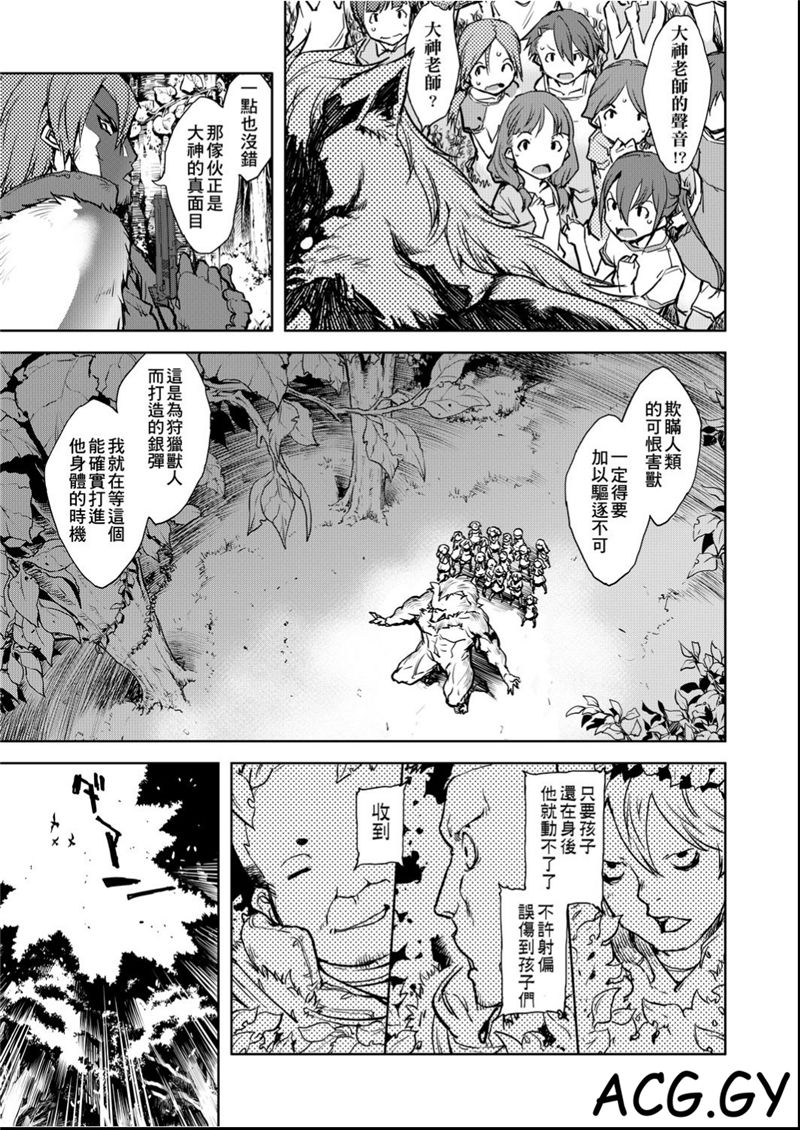 大神老師的聲音!?
大神老師？
一點也沒錯
那傢伙正是
大神的真面目
欺瞞人類
的可恨害獸
一定得要
加以驅逐不可
這是為狩獵獸人
而打造的銀彈
我就在等這個
能確實打進
他身體的時機
只要孩子
還在身後
他就動不了
不許射偏
誤傷到孩子們
收到
ACG.GY